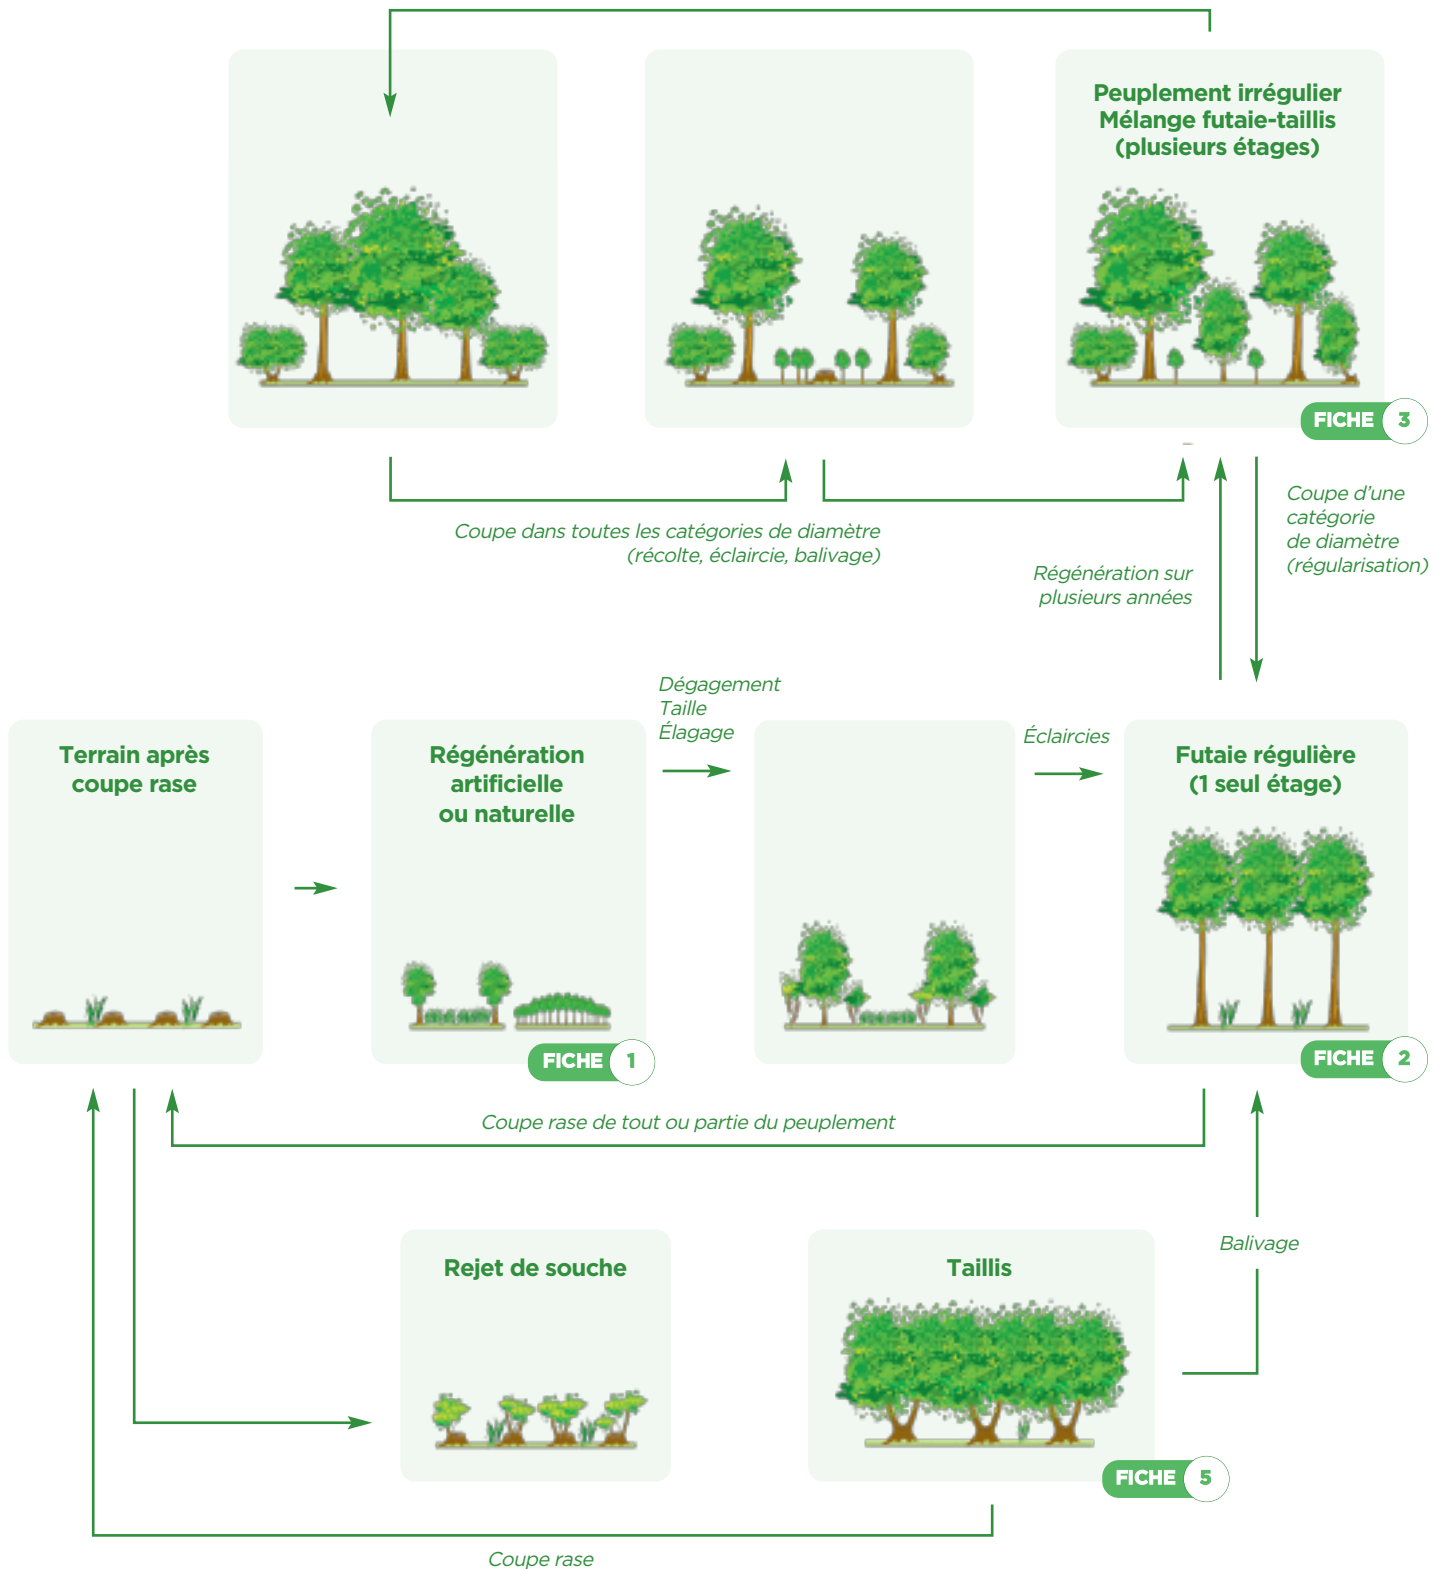 Peuplement irrégulier
Mélange futaie-taillis
(plusieurs étages)
FICHE 3
Coupe dans toutes les catégories de diamètre
(récolte, éclaircie, balivage)
Coupe d'une
catégorie
de diamètre
(régularisation)
Régénération sur
plusieurs années
Dégagement
Taille
Élagage
Éclaircies
Terrain après
coupe rase
Régénération
artificielle
ou naturelle
FICHE 1
Futaie régulière
(1 seul étage)
FICHE 2
Coupe rase de tout ou partie du peuplement
Balivage
Rejet de souche
Taillis
FICHE 5
Coupe rase